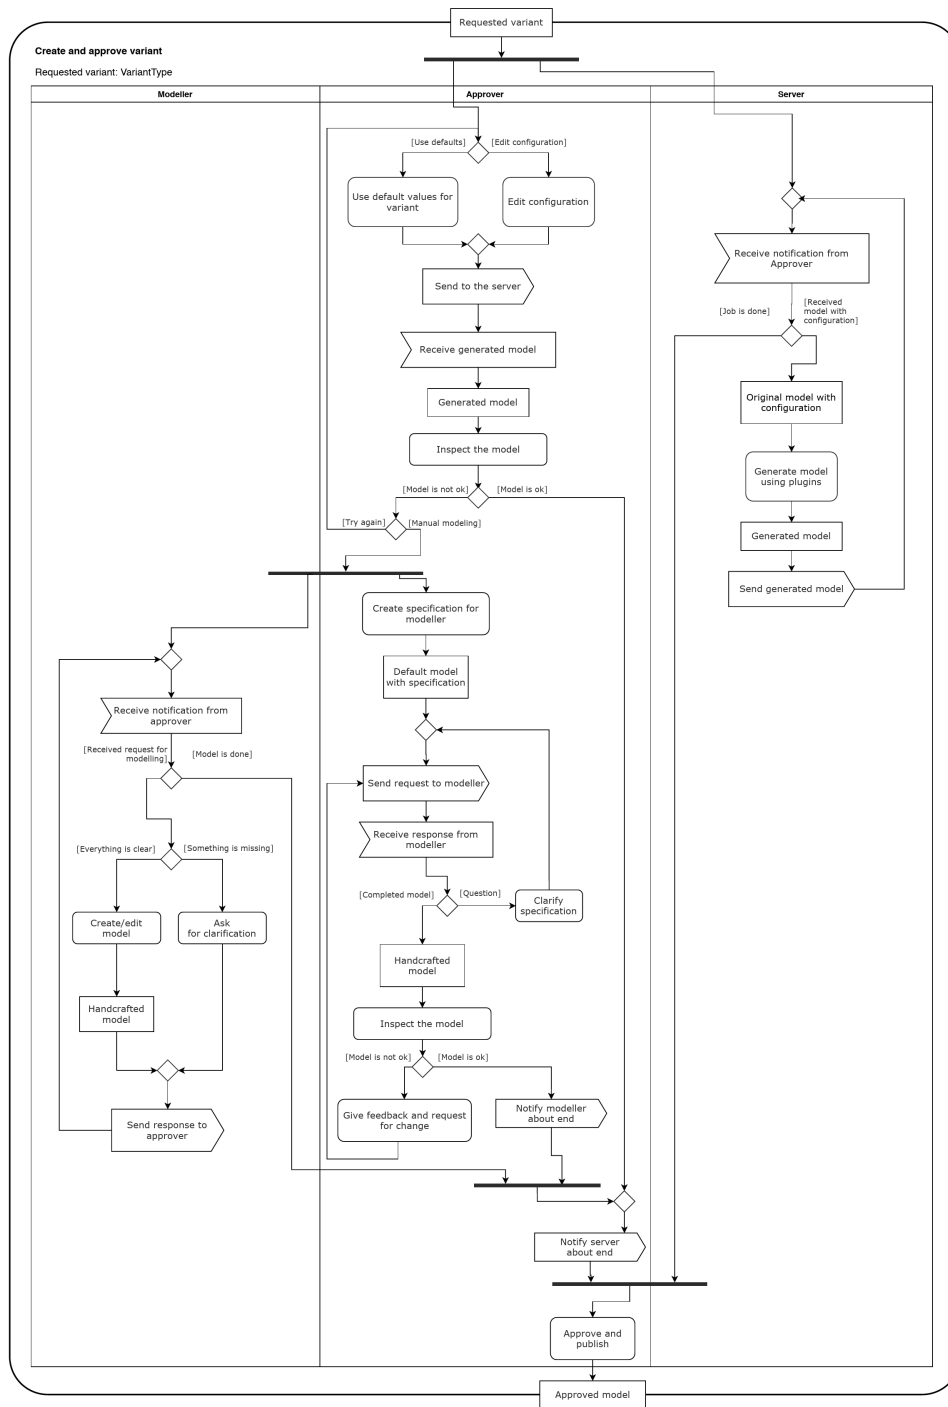 Requested variant
Create and approve variant
Requested variant: VariantType
Modeller
Approver
Server
[Use defaults]
[Edit configuration]
Use default values for
variant
Edit configuration
Send to the server
Receive generated model
Generated model
Inspect the model
[Model is not ok]
[Model is ok]
[Try again]
[Manual modeling]
Receive notification from
Approver
[Job is done]
[Received
model with
configuration]
Original model with
configuration
Generate model
using plugins
Generated model
Send generated model
Create specification for
modeller
Default model
with specification
Send request to modeller
Receive response from
modeller
[Completed model]
[Question]
Clarify
specification
Handcrafted
model
Inspect the model
[Model is not ok]
[Model is ok]
Give feedback and request
for change
Notify modeller
about end
Receive notification from
approver
[Received request for
modelling]
[Model is done]
[Everything is clear]
[Something is missing]
Create/edit
model
Ask
for clarification
Handcrafted
model
Send response to
approver
Notify server
about end
Approve and
publish
Approved model